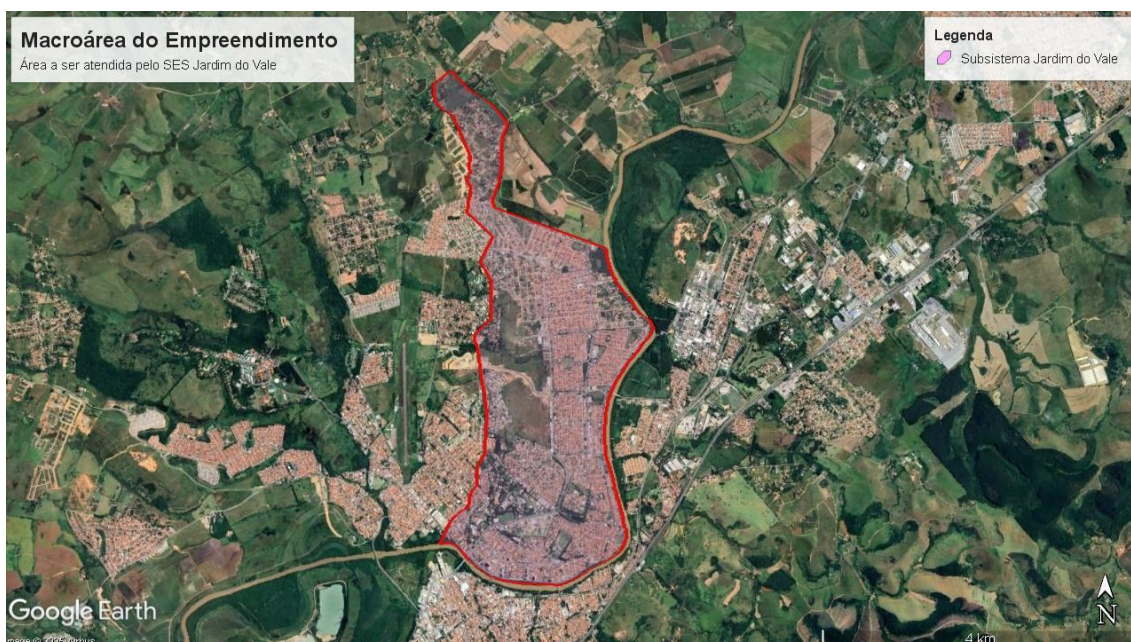 Macroárea do Empreendimento
Área a ser atendida pelo SES Jardim do Vale
Legenda
Subsistema Jardim do Vale
Google Earth
N
4 km